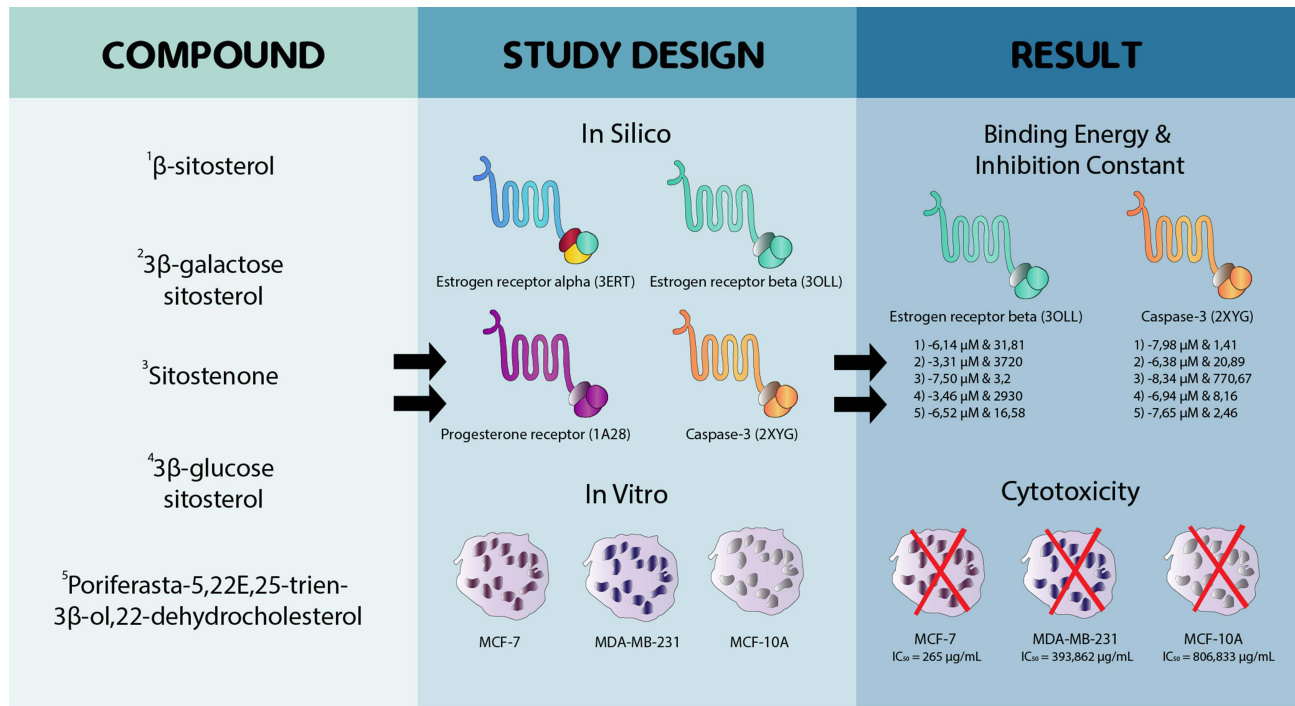 COMPOUND
STUDY DESIGN
RESULT
¹β-sitosterol
²3β-galactose
sitosterol
³Sitostenone
⁴3β-glucose
sitosterol
⁵Poriferasta-5,22E,25-trien-
3β-ol,22-dehydrocholesterol
In Silico
Estrogen receptor alpha (3ERT)
Estrogen receptor beta (3OLL)
Progesterone receptor (1A28)
Caspase-3 (2XYG)
In Vitro
MCF-7
MDA-MB-231
MCF-10A
Binding Energy &
Inhibition Constant
Estrogen receptor beta (3OLL)
1) -6,14 µM & 31,81
2) -3,31 µM & 3720
3) -7,50 µM & 3,2
4) -3,46 µM & 2930
5) -6,52 µM & 16,58
Caspase-3 (2XYG)
1) -7,98 µM & 1,41
2) -6,38 µM & 20,89
3) -8,34 µM & 770,67
4) -6,94 µM & 8,16
5) -7,65 µM & 2,46
Cytotoxicity
MCF-7
IC₅₀ = 265 µg/mL
MDA-MB-231
IC₅₀ = 393,862 µg/mL
MCF-10A
IC₅₀ = 806,833 µg/mL